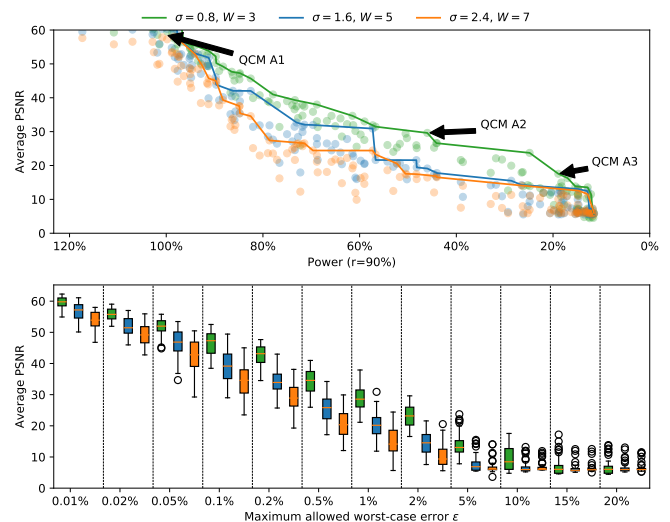 σ = 0.8, W = 3 σ = 1.6, W = 5 σ = 2.4, W = 7
60
50
40
30
20
10
0
Average PSNR
QCM A1
QCM A2
QCM A3
120% 100% 80% 60% 40% 20% 0%
Power (r=90%)
60
50
40
30
20
10
0
Average PSNR
0.01% 0.02% 0.05% 0.1% 0.2% 0.5% 1% 2% 5% 10% 15% 20%
Maximum allowed worst-case error ε